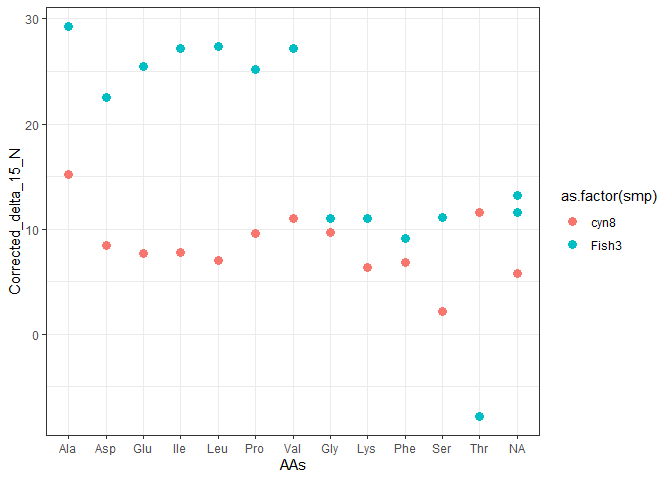 30
20
10
0
Corrected_delta_15_N
Ala Asp Glu Ile Leu Pro Val Gly Lys Phe Ser Thr NA
AAs
as.factor(smp)
cyn8
Fish3